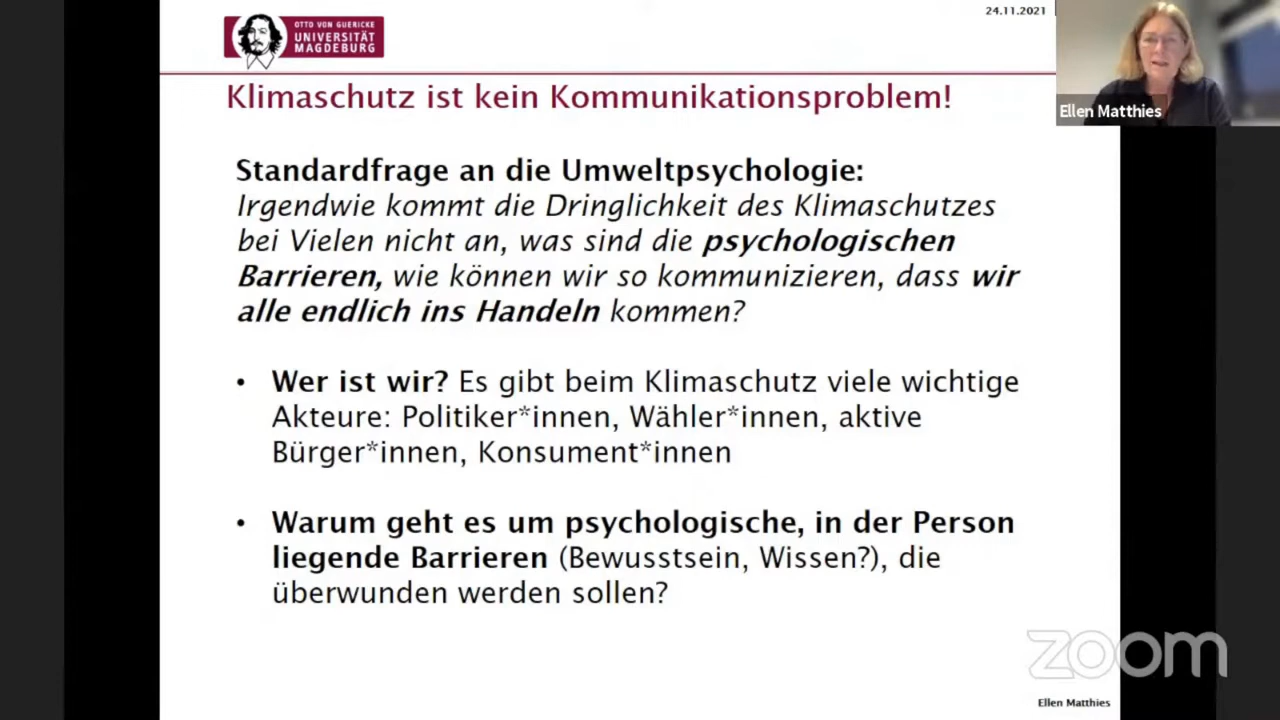 OTTO VON GUERICKE
UNIVERSITÄT
MAGDEBURG
24.11.2021
Ellen Matthies
Klimaschutz ist kein Kommunikationsproblem!
Standardfrage an die Umweltpsychologie:
Irgendwie kommt die Dringlichkeit des Klimaschutzes
bei Vielen nicht an, was sind die psychologischen
Barrieren, wie können wir so kommunizieren, dass wir
alle endlich ins Handeln kommen?
• Wer ist wir? Es gibt beim Klimaschutz viele wichtige
Akteure: Politiker*innen, Wähler*innen, aktive
Bürger*innen, Konsument*innen
• Warum geht es um psychologische, in der Person
liegende Barrieren (Bewusstsein, Wissen?), die
überwunden werden sollen?
zoom
Ellen Matthies